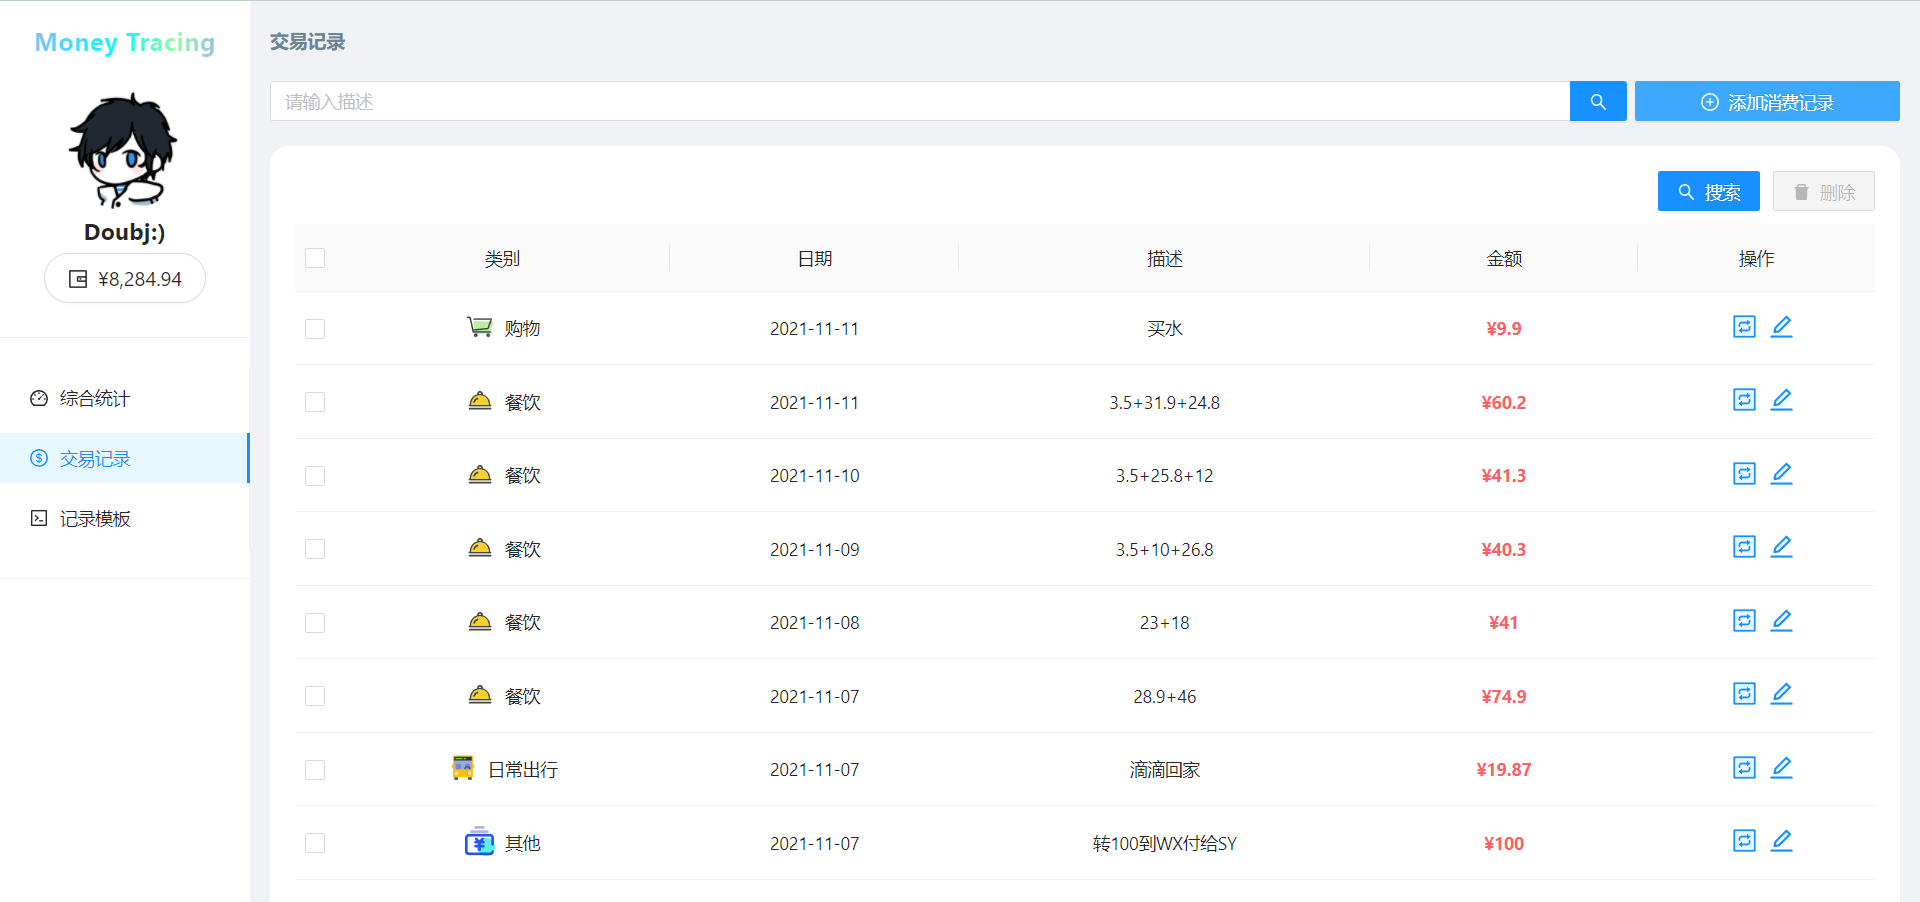 Money Tracing
Doubj:)
¥8,284.94
综合统计
交易记录
记录模板
交易记录
请输入描述
添加消费记录
搜索 删除
类别 日期 描述 金额 操作
购物 2021-11-11 买水 ¥9.9
餐饮 2021-11-11 3.5+31.9+24.8 ¥60.2
餐饮 2021-11-10 3.5+25.8+12 ¥41.3
餐饮 2021-11-09 3.5+10+26.8 ¥40.3
餐饮 2021-11-08 23+18 ¥41
餐饮 2021-11-07 28.9+46 ¥74.9
日常出行 2021-11-07 滴滴回家 ¥19.87
其他 2021-11-07 转100到WX付给SY ¥100